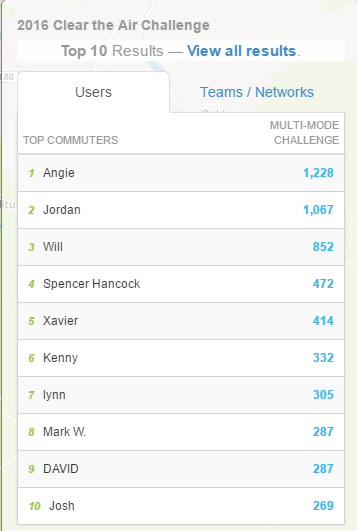 2016 Clear the Air Challenge
Top 10 Results — View all results.
80
Users
Teams / Networks
TOP COMMUTERS
MULTI-MODE
CHALLENGE
1 Angie 1,228
2 Jordan 1,067
3 Will 852
4 Spencer Hancock 472
5 Xavier 414
6 Kenny 332
7 lynn 305
8 Mark W. 287
9 DAVID 287
10 Josh 269